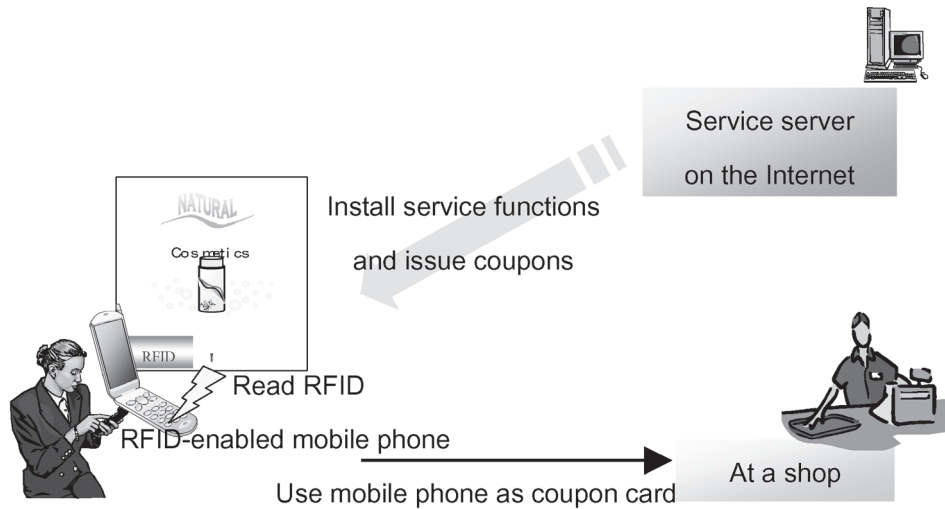 Service server
on the Internet
Install service functions
and issue coupons
NATURAL
Cosmetics
RFID
Read RFID
RFID-enabled mobile phone
Use mobile phone as coupon card
At a shop